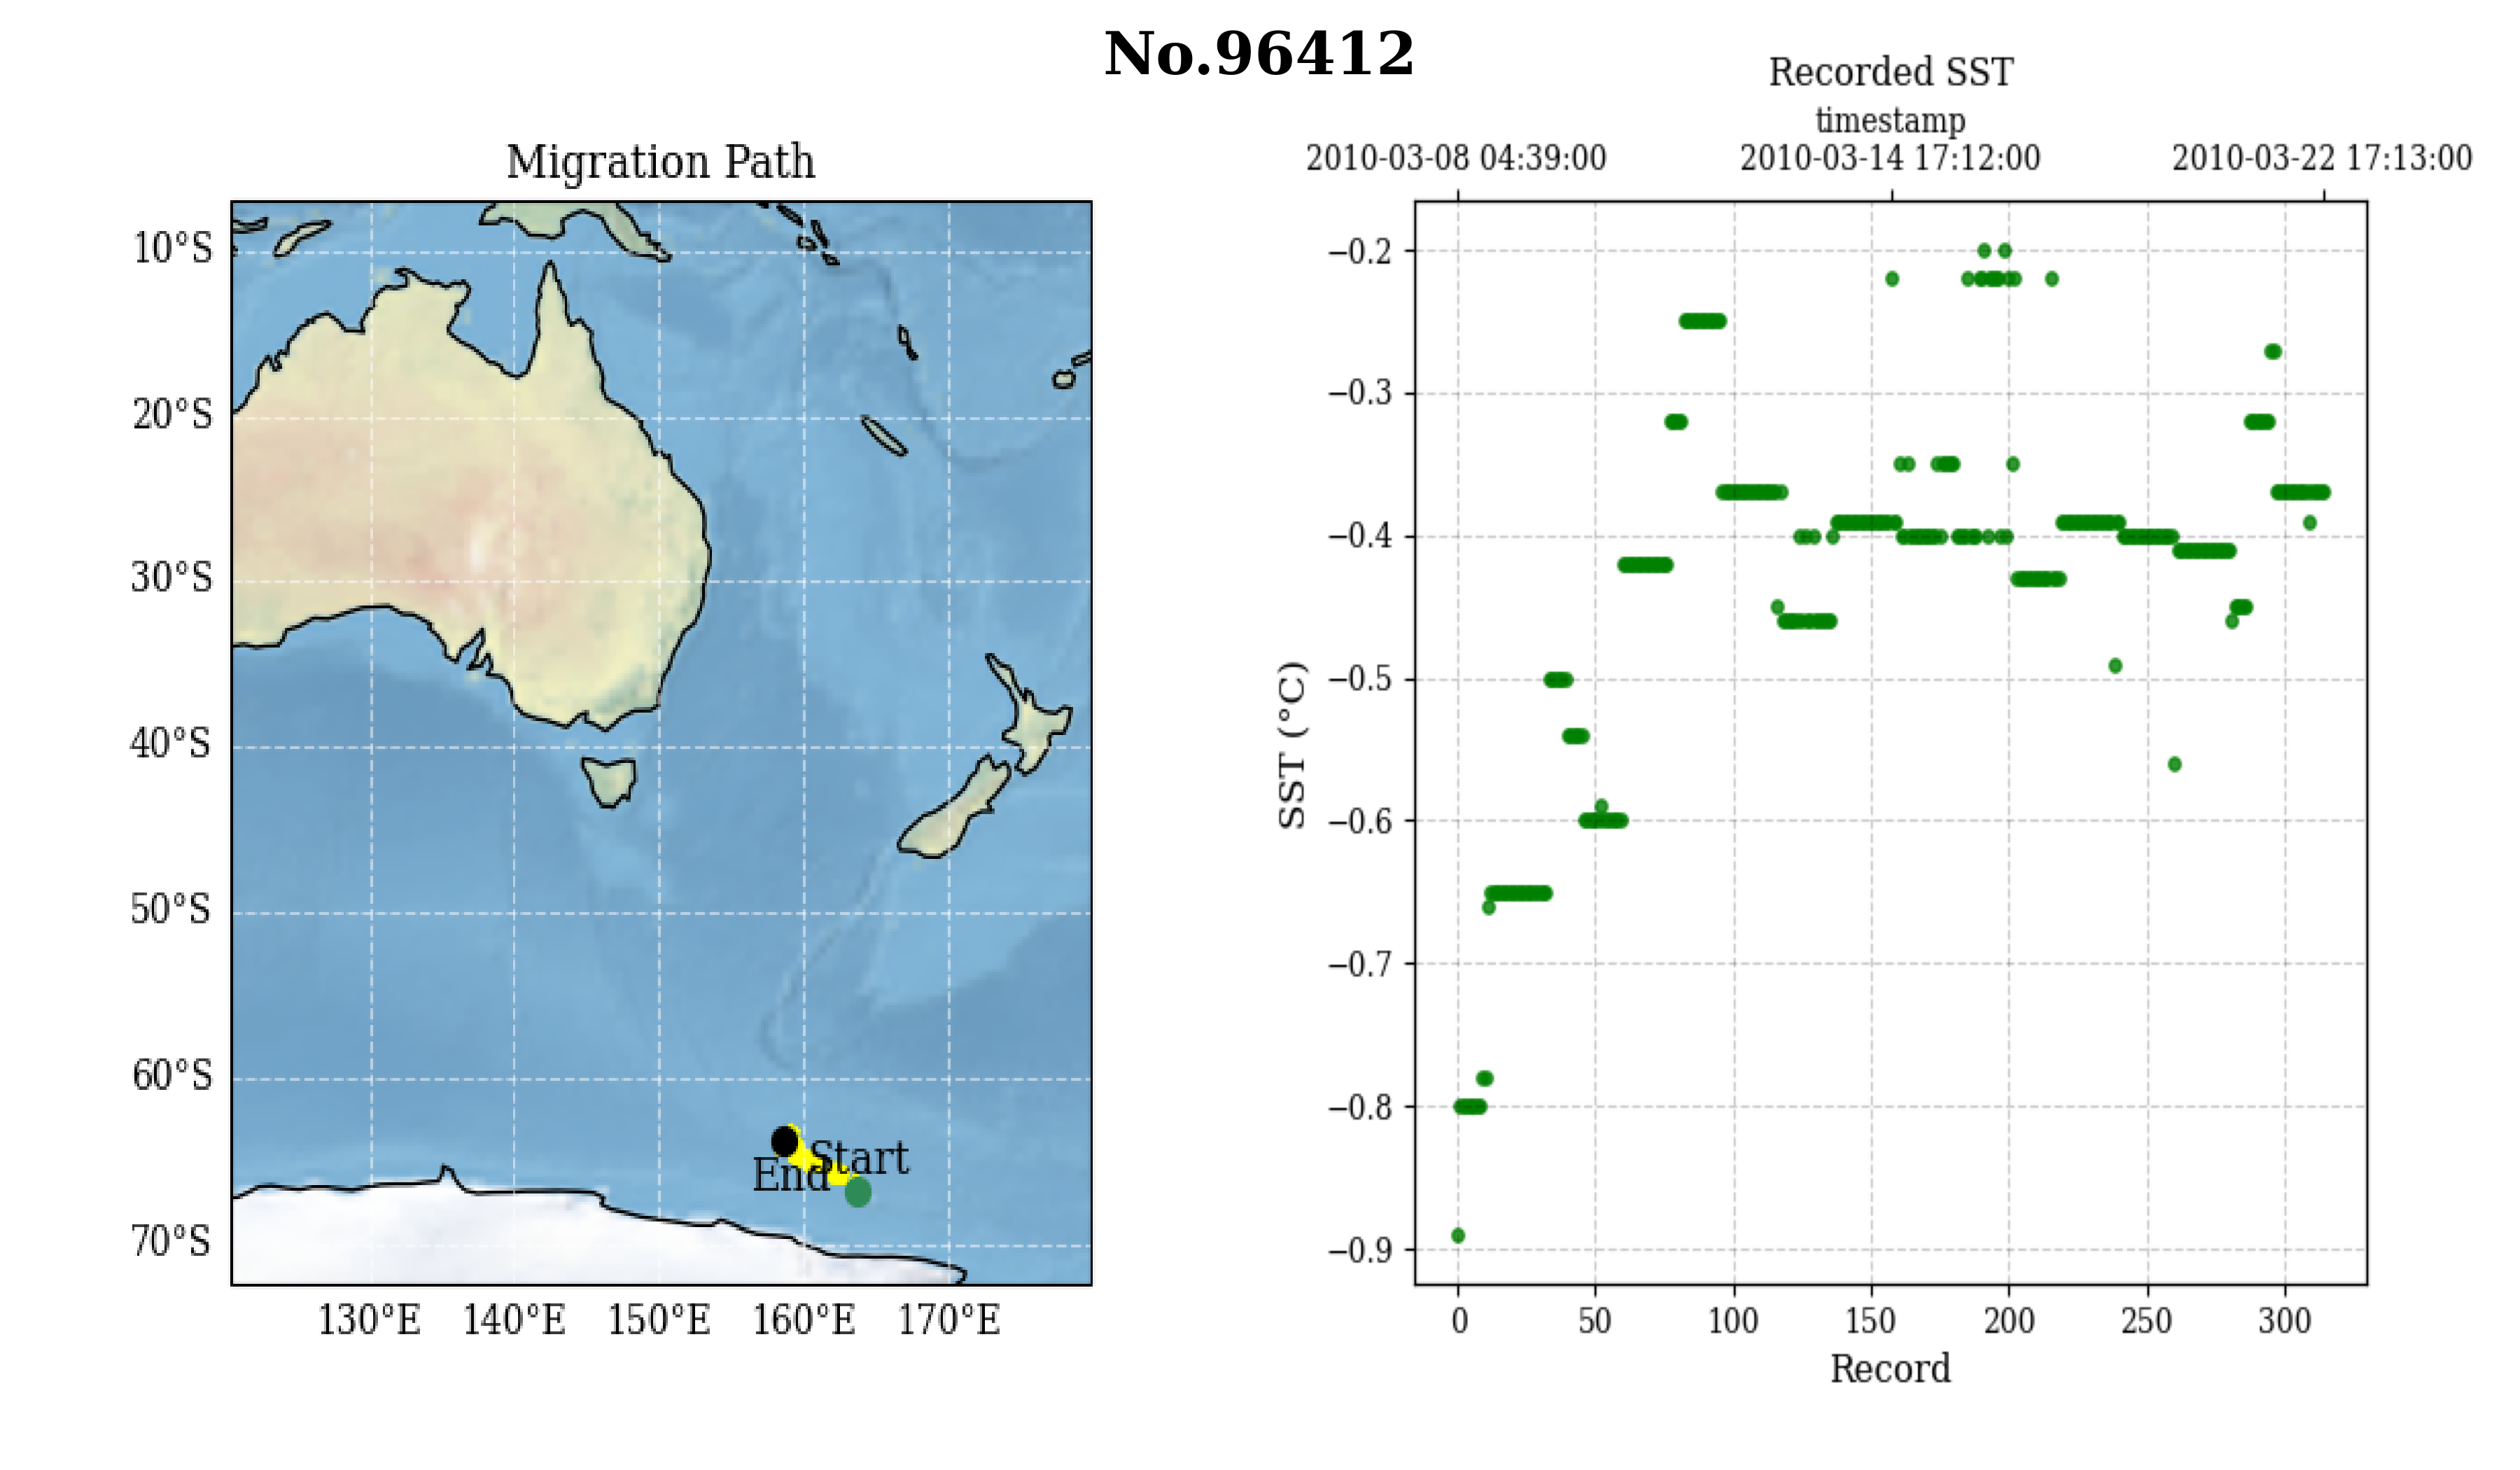 No.96412
Migration Path
10°S
20°S
30°S
40°S
50°S
60°S
70°S
130°E 140°E 150°E 160°E 170°E
Start
End
Recorded SST
timestamp
2010-03-08 04:39:00 2010-03-14 17:12:00 2010-03-22 17:13:00
SST (°C)
−0.2
−0.3
−0.4
−0.5
−0.6
−0.7
−0.8
−0.9
0 50 100 150 200 250 300
Record